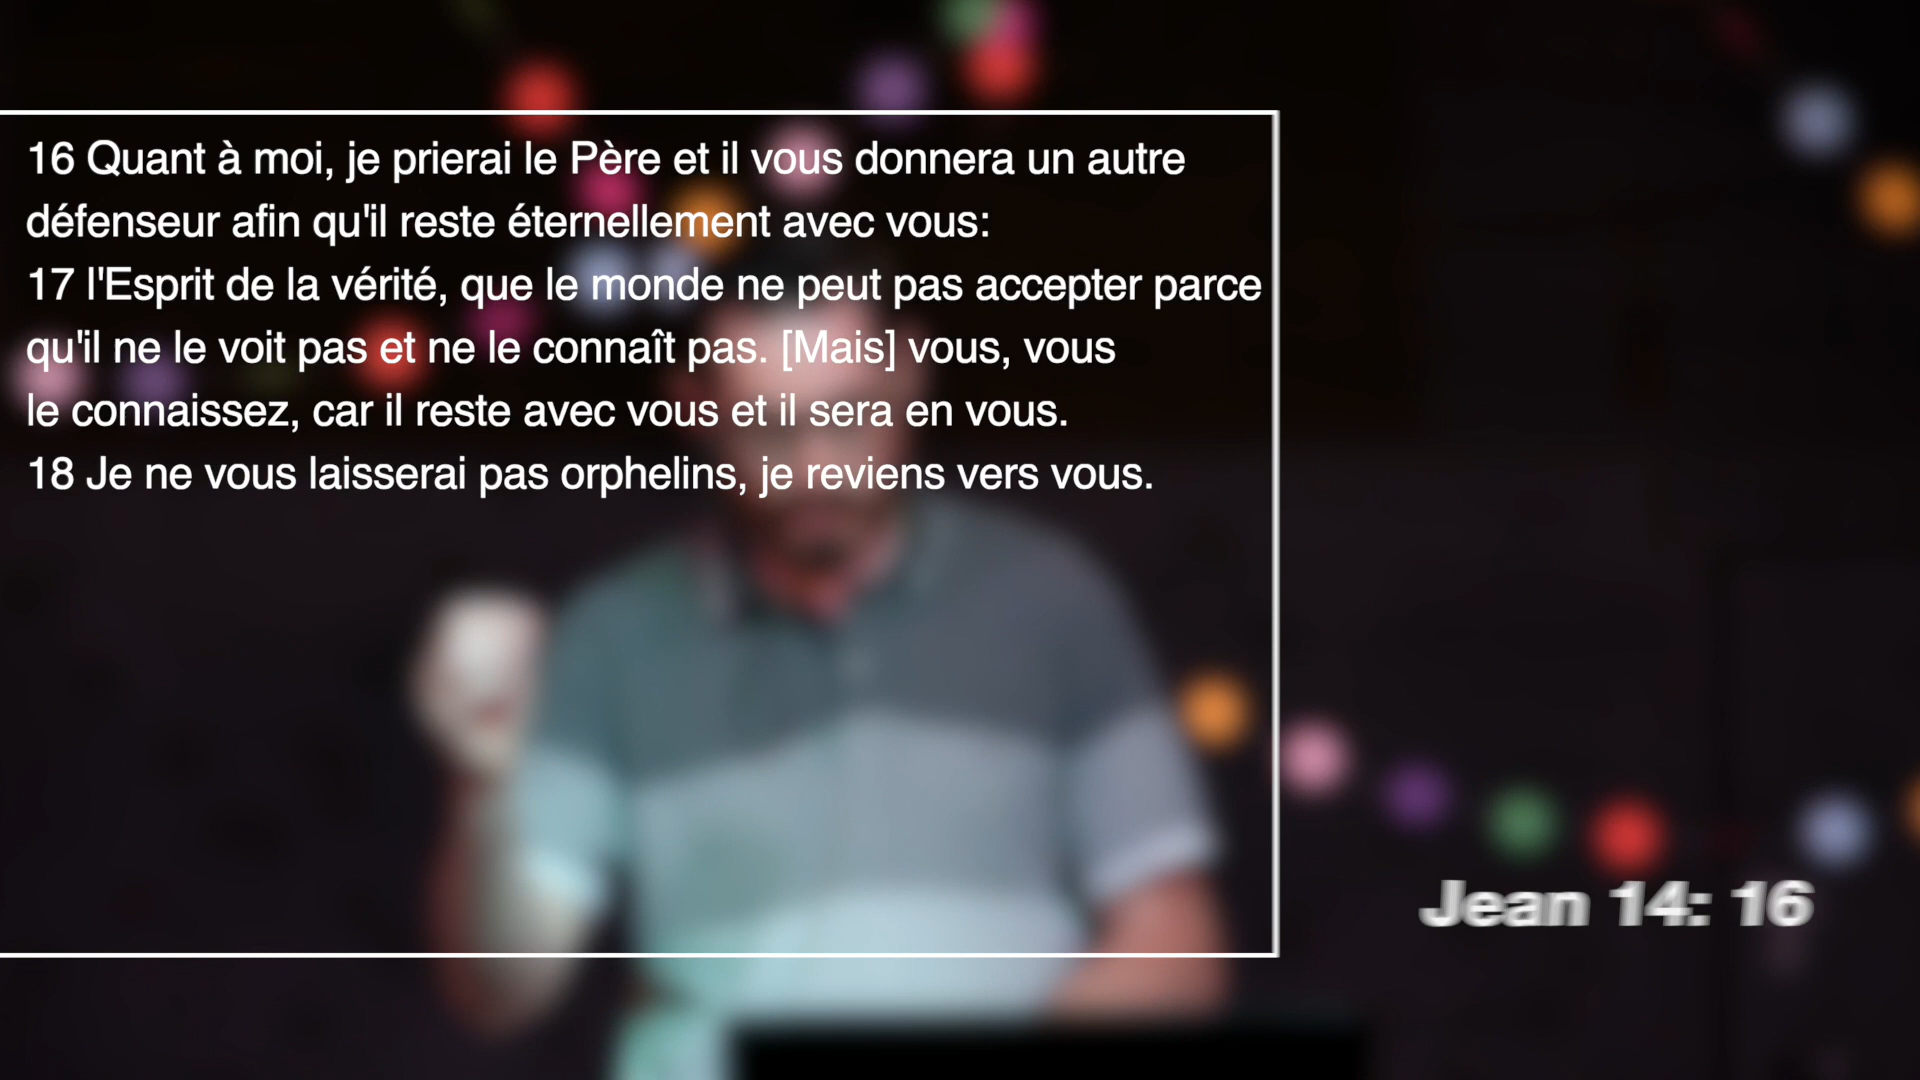 16 Quant à moi, je prierai le Père et il vous donnera un autre
défenseur afin qu'il reste éternellement avec vous:
17 l'Esprit de la vérité, que le monde ne peut pas accepter parce
qu'il ne le voit pas et ne le connaît pas. [Mais] vous, vous
le connaissez, car il reste avec vous et il sera en vous.
18 Je ne vous laisserai pas orphelins, je reviens vers vous.
Jean 14: 16